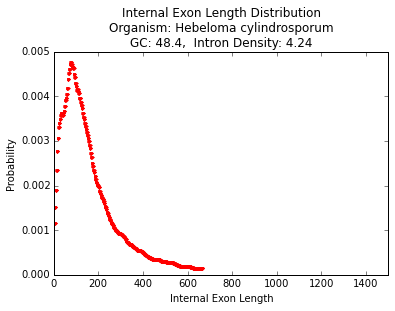 Internal Exon Length Distribution
Organism: Hebeloma cylindrosporum
GC: 48.4,  Intron Density: 4.24
0.005
0.004
0.003
0.002
0.001
0.000
Probability
0 200 400 600 800 1000 1200 1400
Internal Exon Length